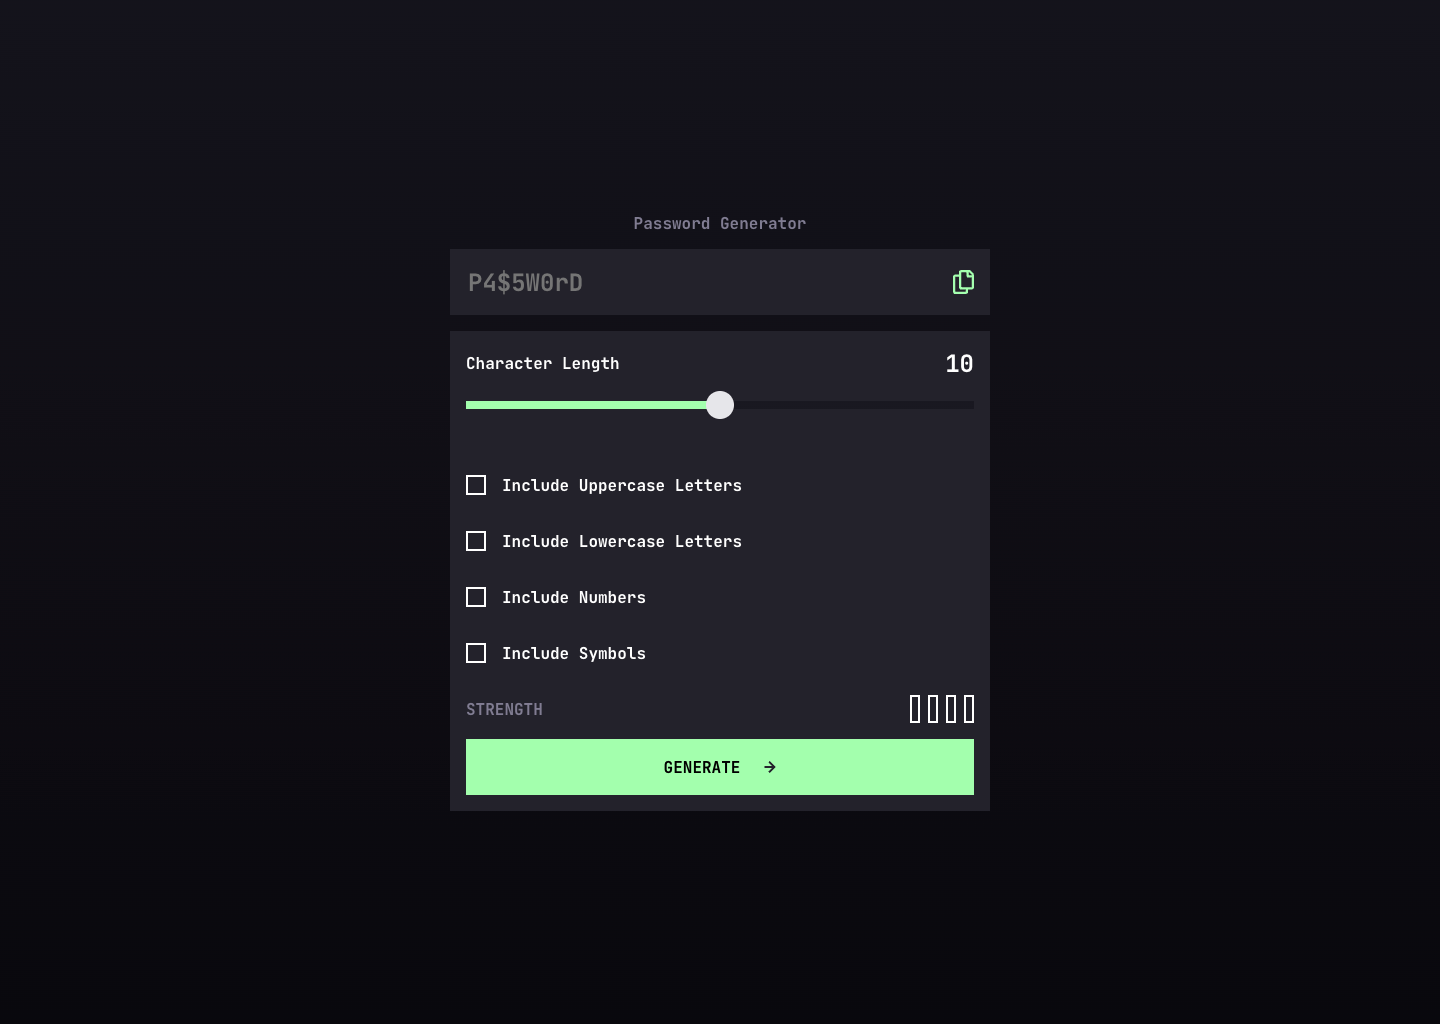 Password Generator
P4$5W0rD
Character Length 10
Include Uppercase Letters
Include Lowercase Letters
Include Numbers
Include Symbols
STRENGTH
GENERATE →